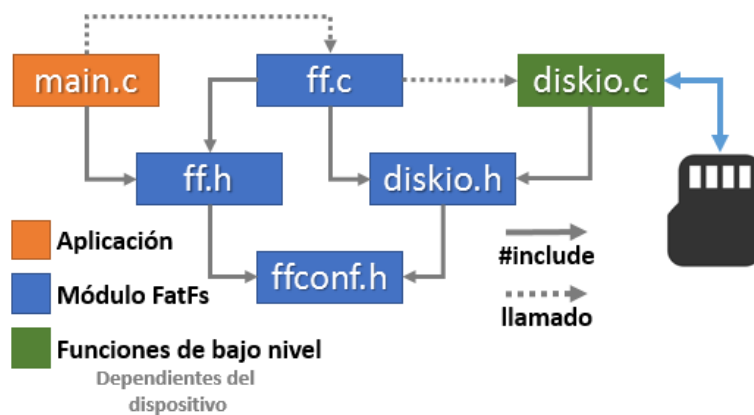 main.c
ff.c
diskio.c
ff.h
diskio.h
ffconf.h
Aplicación
Módulo FatFs
Funciones de bajo nivel
Dependientes del
dispositivo
#include
llamado